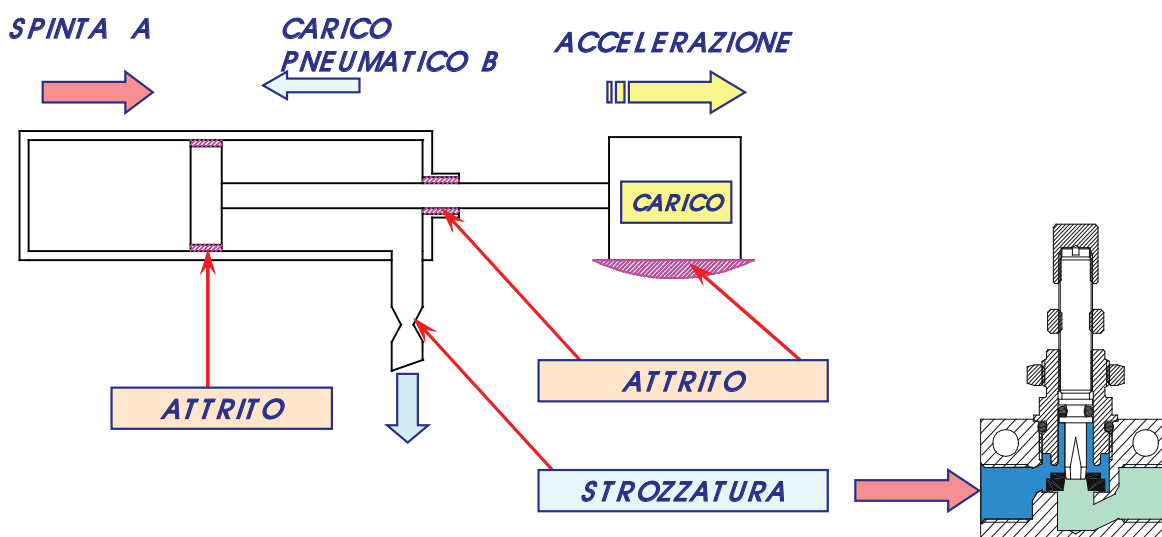 SPINTA A
CARICO
PNEUMATICO B
ACCELERAZIONE
CARICO
ATTRITO
ATTRITO
STROZZATURA